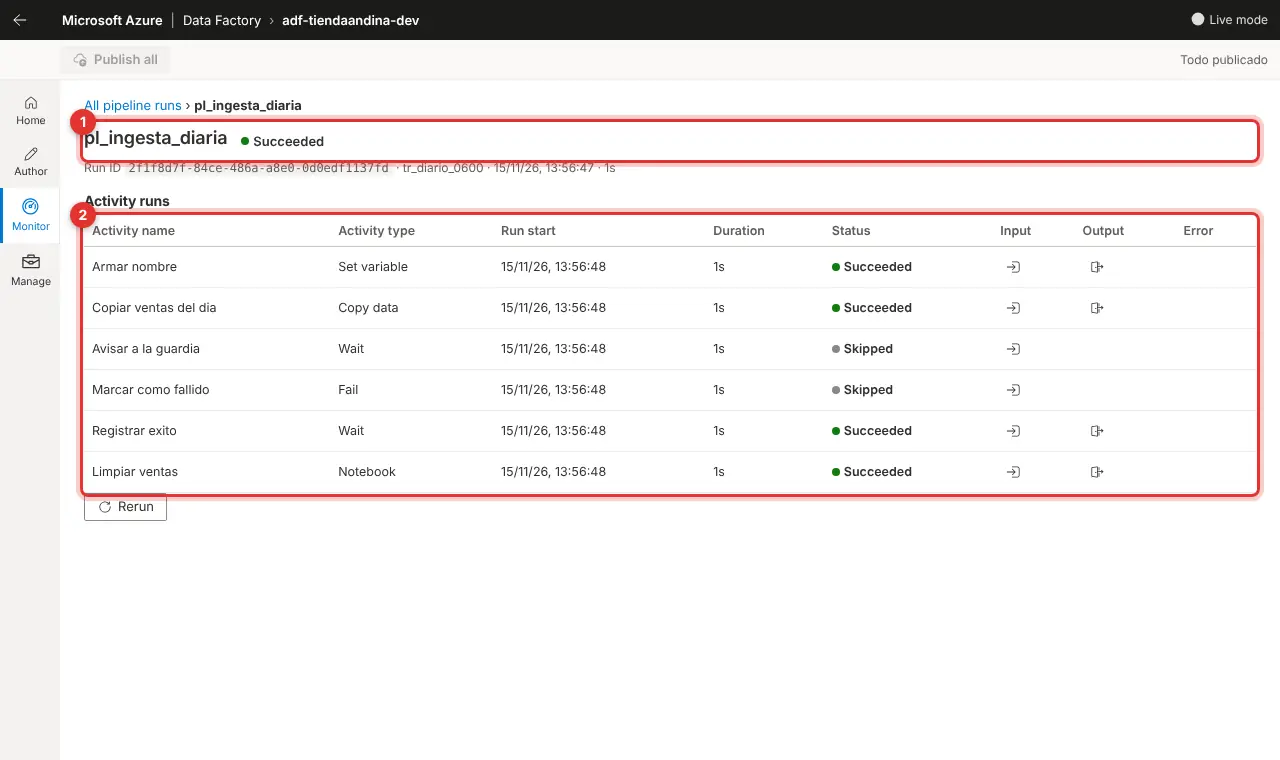 Microsoft Azure | Data Factory › adf-tiendaandina-dev Live mode
Publish all Todo publicado
Home
Author
Monitor
Manage
All pipeline runs › pl_ingesta_diaria
1
pl_ingesta_diaria Succeeded
Run ID 2f1f8d7f-84ce-486a-a8e0-0d0edf1137fd · tr_diario_0600 · 15/11/26, 13:56:47 · 1s
Activity runs
2
Activity name Activity type Run start Duration Status Input Output Error
Armar nombre Set variable 15/11/26, 13:56:48 1s Succeeded
Copiar ventas del dia Copy data 15/11/26, 13:56:48 1s Succeeded
Avisar a la guardia Wait 15/11/26, 13:56:48 1s Skipped
Marcar como fallido Fail 15/11/26, 13:56:48 1s Skipped
Registrar exito Wait 15/11/26, 13:56:48 1s Succeeded
Limpiar ventas Notebook 15/11/26, 13:56:48 1s Succeeded
Rerun